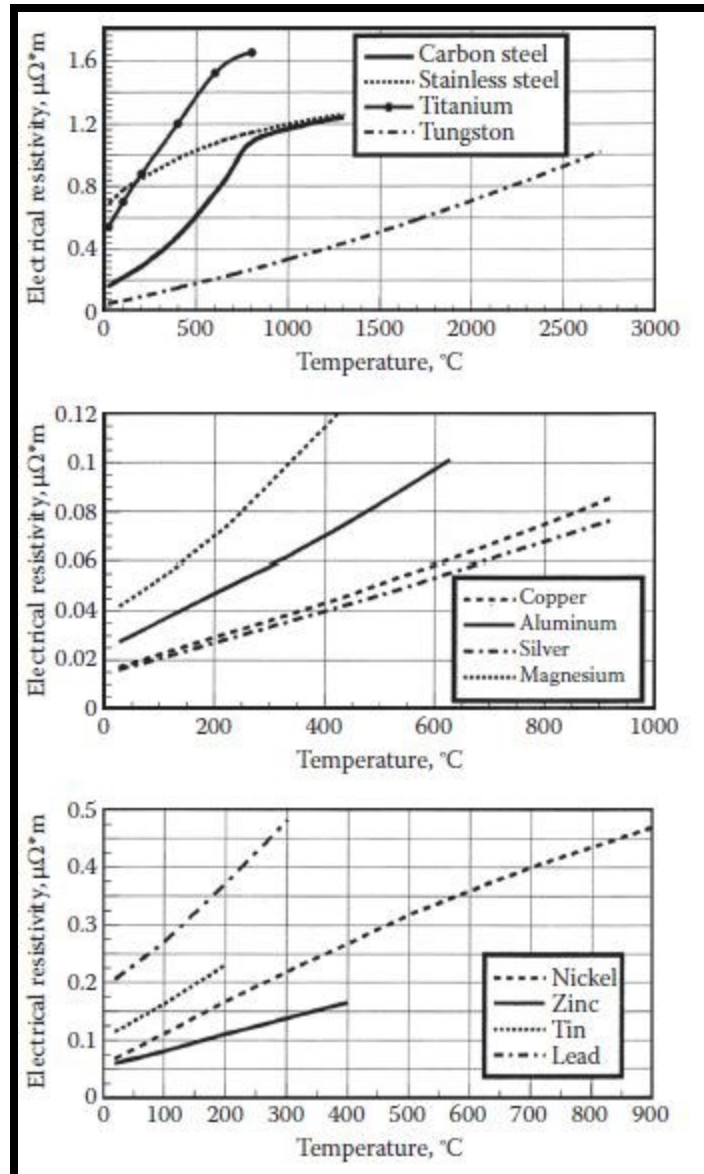 Electrical resistivity, μΩ*m
1.6
1.2
0.8
0.4
0
Carbon steel
Stainless steel
Titanium
Tungston
0 500 1000 1500 2000 2500 3000
Temperature, °C
Electrical resistivity, μΩ*m
0.12
0.1
0.08
0.06
0.04
0.02
0
Copper
Aluminum
Silver
Magnesium
0 200 400 600 800 1000
Temperature, °C
Electrical resistivity, μΩ*m
0.5
0.4
0.3
0.2
0.1
0
Nickel
Zinc
Tin
Lead
0 100 200 300 400 500 600 700 800 900
Temperature, °C